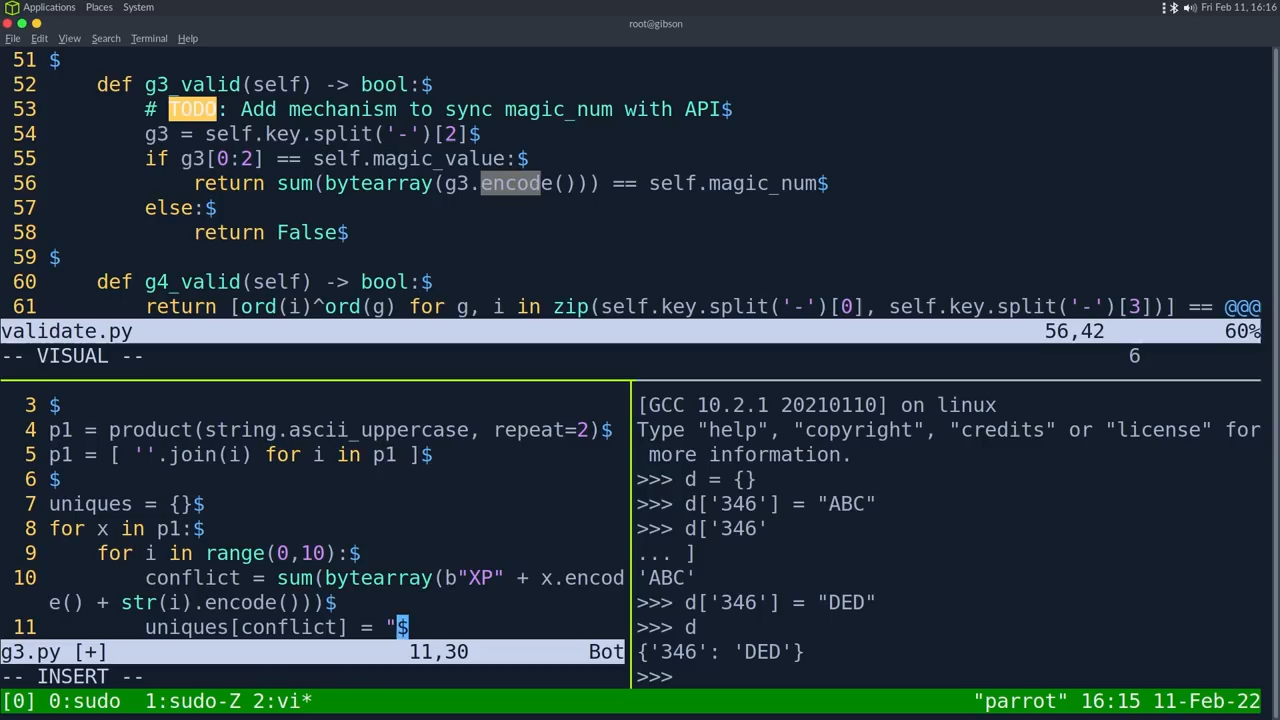 Applications Places System Fri Feb 11, 16:16
root@gibson
File Edit View Search Terminal Help
51 $
52     def g3_valid(self) -> bool:$
53         # TODO: Add mechanism to sync magic_num with API$
54         g3 = self.key.split('-')[2]$
55         if g3[0:2] == self.magic_value:$
56             return sum(bytearray(g3.encode())) == self.magic_num$
57         else:$
58             return False$
59 $
60     def g4_valid(self) -> bool:$
61         return [ord(i)^ord(g) for g, i in zip(self.key.split('-')[0], self.key.split('-')[3])] == @@@
validate.py 56,42 60%
-- VISUAL -- 6
3 $
4 p1 = product(string.ascii_uppercase, repeat=2)$
5 p1 = [ ''.join(i) for i in p1 ]$
6 $
7 uniques = {}$
8 for x in p1:$
9     for i in range(0,10):$
10         conflict = sum(bytearray(b"XP" + x.encod
e() + str(i).encode()))$
11         uniques[conflict] = "$
g3.py [+] 11,30 Bot
-- INSERT --
[GCC 10.2.1 20210110] on linux
Type "help", "copyright", "credits" or "license" for
more information.
>>> d = {}
>>> d['346'] = "ABC"
>>> d['346'
... ]
'ABC'
>>> d['346'] = "DED"
>>> d
{'346': 'DED'}
>>>
[0] 0:sudo 1:sudo-Z 2:vi* "parrot" 16:15 11-Feb-22